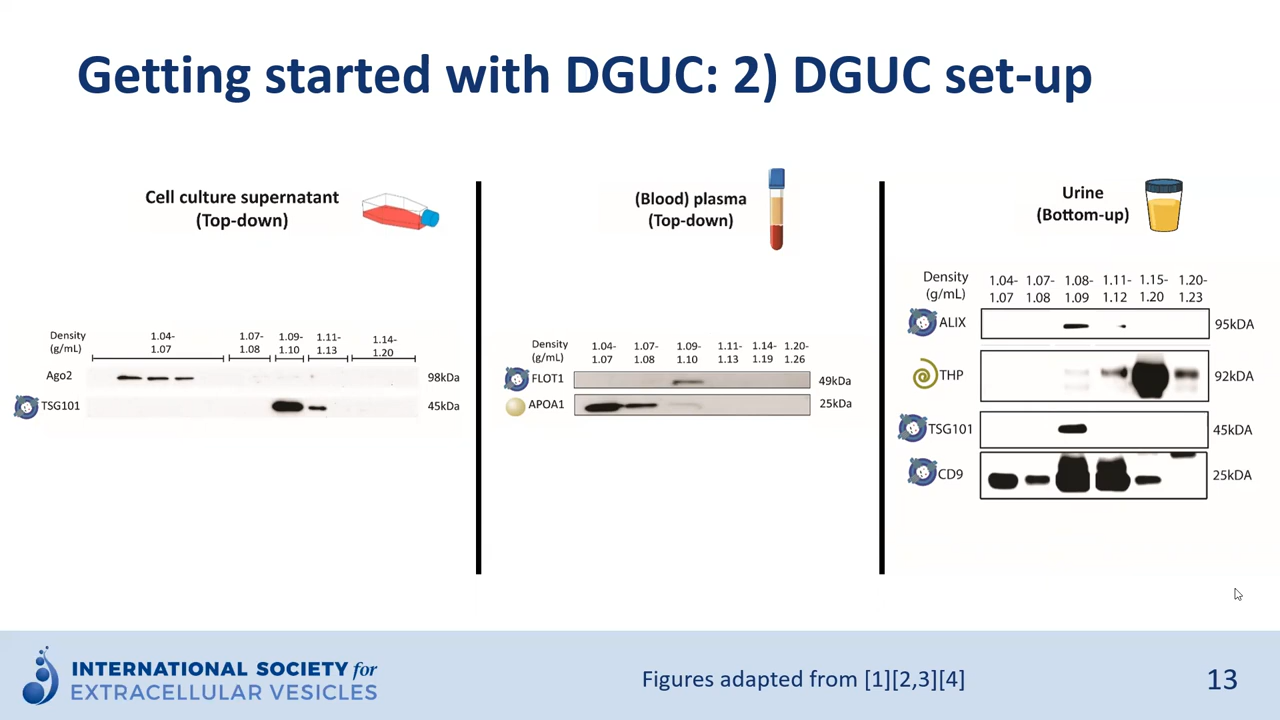 Getting started with DGUC: 2) DGUC set-up
Cell culture supernatant
(Top-down)
Density
(g/mL)
1.04-
1.07
1.07-
1.08
1.09-
1.10
1.11-
1.13
1.14-
1.20
Ago2
98kDa
TSG101
45kDa
(Blood) plasma
(Top-down)
Density
(g/mL)
1.04-
1.07
1.07-
1.08
1.09-
1.10
1.11-
1.13
1.14-
1.19
1.20-
1.26
FLOT1
49kDa
APOA1
25kDa
Urine
(Bottom-up)
Density
(g/mL)
1.04-
1.07
1.07-
1.08
1.08-
1.09
1.11-
1.12
1.15-
1.20
1.20-
1.23
ALIX
95kDA
THP
92kDA
TSG101
45kDA
CD9
25kDA
INTERNATIONAL SOCIETY for
EXTRACELLULAR VESICLES
Figures adapted from [1][2,3][4]
13